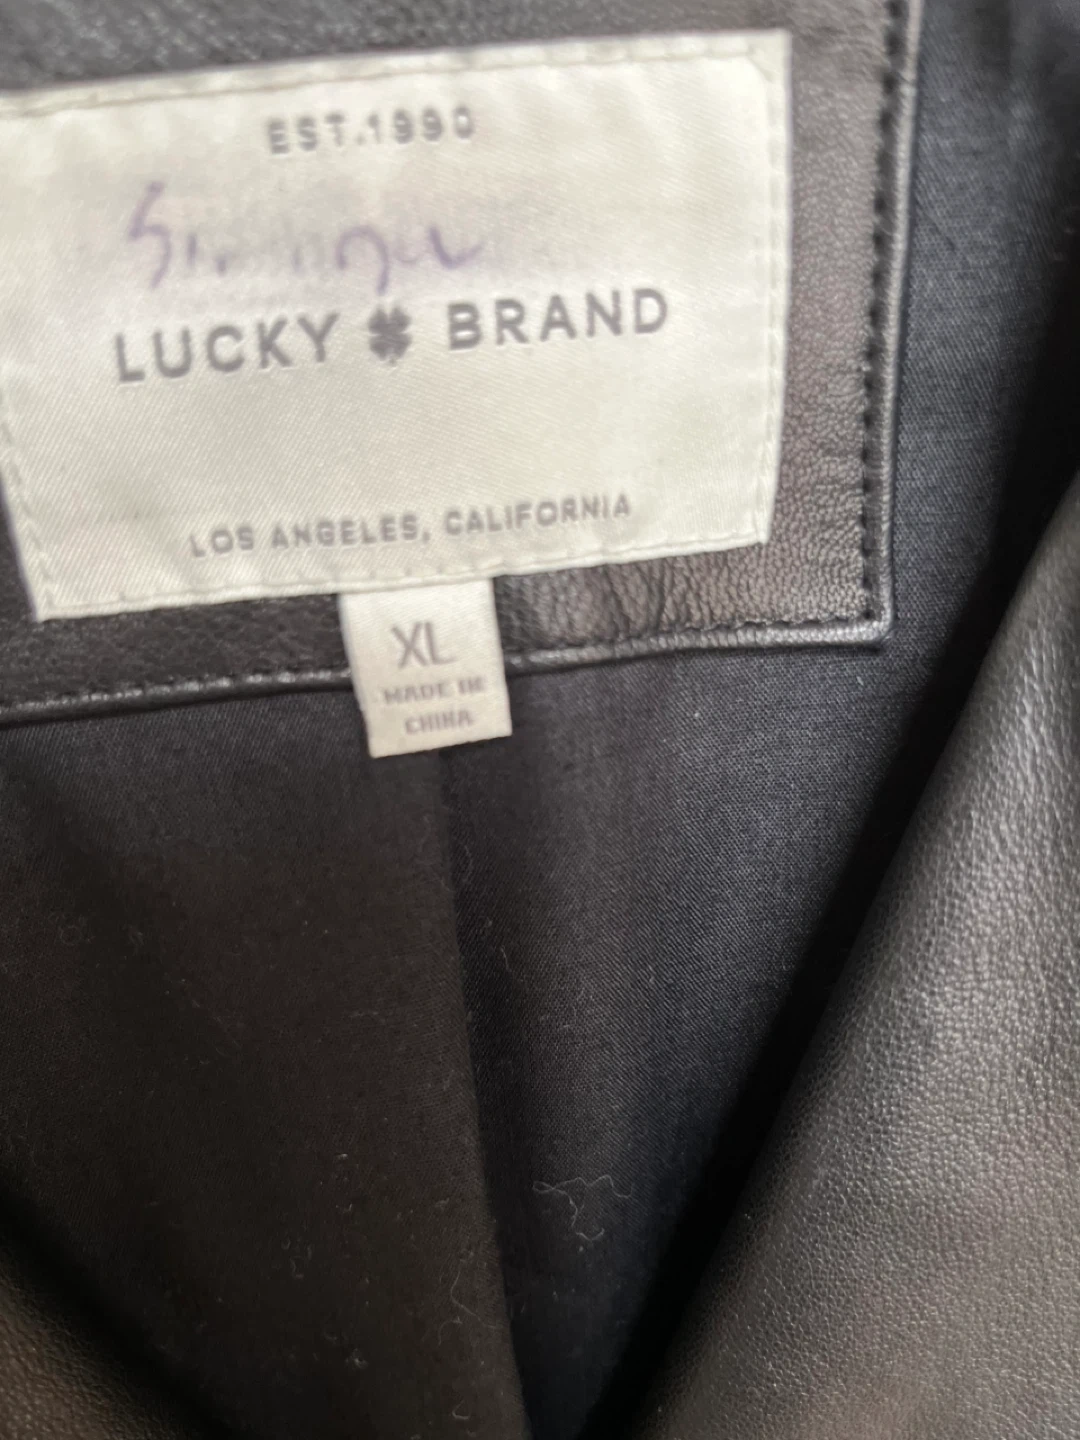 EST.1990
LUCKY BRAND
LOS ANGELES, CALIFORNIA
XL
MADE IN
CHINA